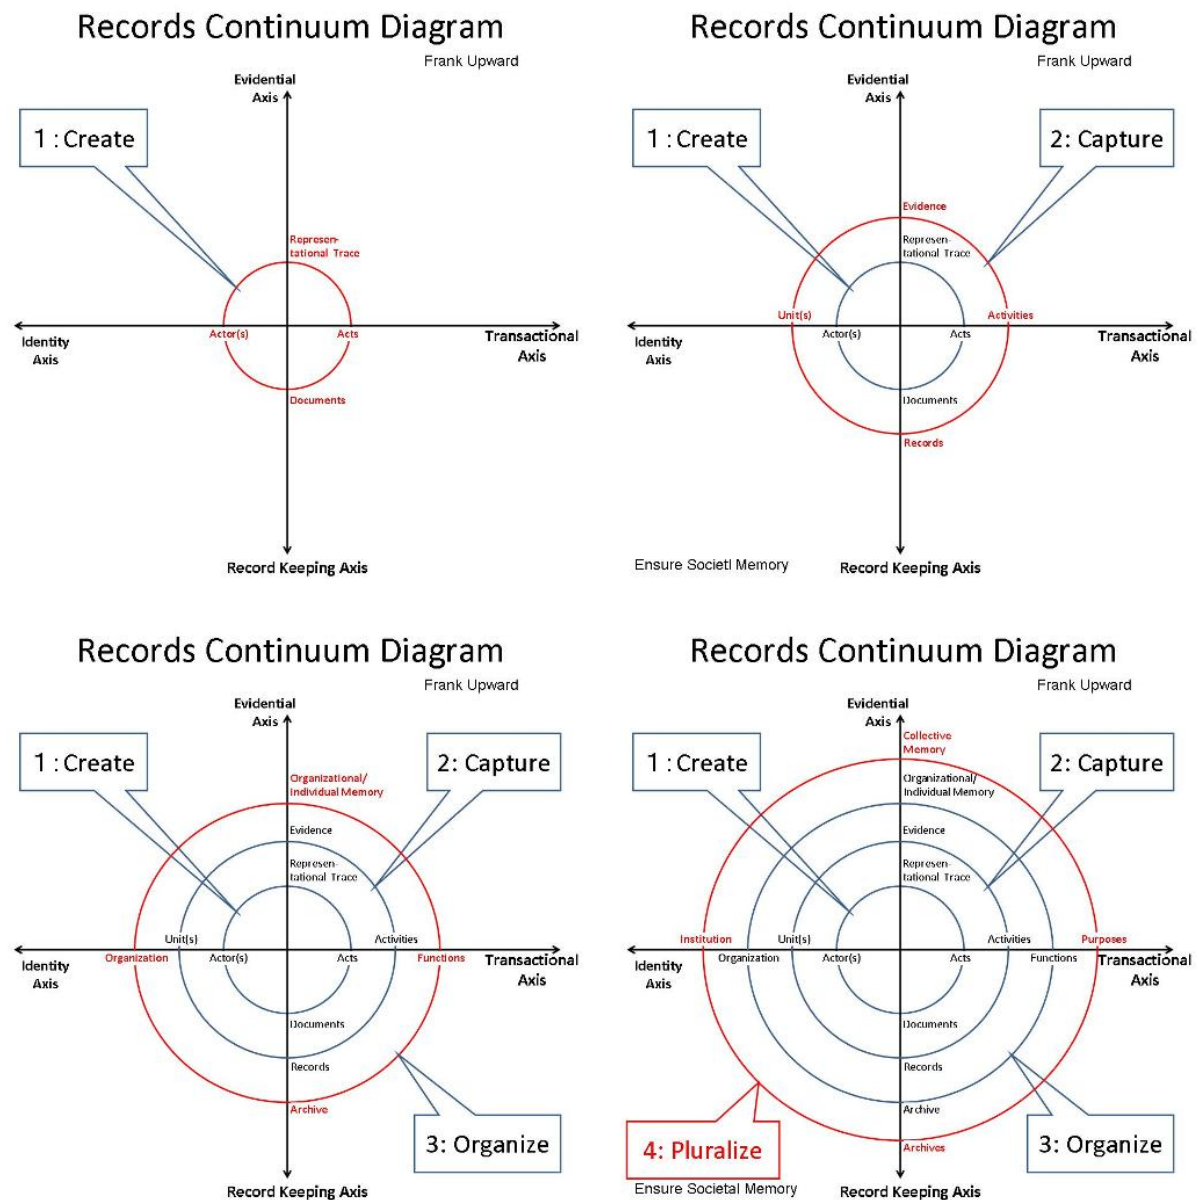 Records Continuum Diagram
Frank Upward
Evidential
Axis
1 : Create
Represen-
tational Trace
Actor(s)
Acts
Identity
Axis
Transactional
Axis
Documents
Record Keeping Axis
Records Continuum Diagram
Frank Upward
Evidential
Axis
1 : Create
2: Capture
Evidence
Represen-
tational Trace
Unit(s)
Activities
Actor(s)
Acts
Identity
Axis
Transactional
Axis
Documents
Records
Ensure Societl Memory
Record Keeping Axis
Records Continuum Diagram
Frank Upward
Evidential
Axis
1 : Create
2: Capture
Organizational/
Individual Memory
Evidence
Represen-
tational Trace
Unit(s)
Activities
Organization
Actor(s)
Acts
Functions
Identity
Axis
Transactional
Axis
Documents
Records
Archive
3: Organize
Record Keeping Axis
Records Continuum Diagram
Frank Upward
Evidential
Axis
Collective
Memory
1 : Create
2: Capture
Organizational/
Individual Memory
Evidence
Represen-
tational Trace
Institution
Unit(s)
Activities
Purposes
Organization
Actor(s)
Acts
Functions
Identity
Axis
Transactional
Axis
Documents
Records
Archive
Archives
4: Pluralize
3: Organize
Ensure Societal Memory
Record Keeping Axis